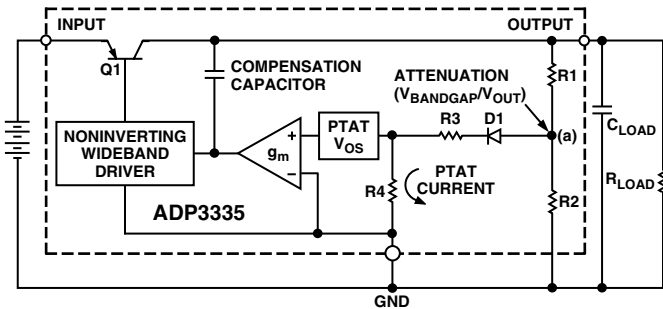 INPUT
OUTPUT
Q1
COMPENSATION
CAPACITOR
ATTENUATION
(VBANDGAP/VOUT)
R1
NONINVERTING
WIDEBAND
DRIVER
gm
+
−
PTAT
VOS
R3
D1
(a)
CLOAD
RLOAD
R4
PTAT
CURRENT
R2
ADP3335
GND